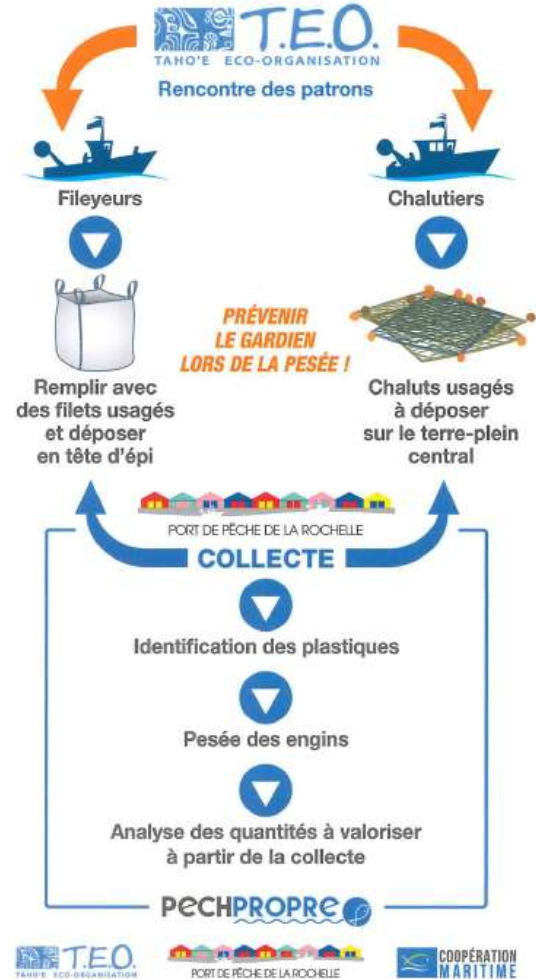 T.E.O.
TAHO'E ECO-ORGANISATION
Rencontre des patrons
Fileyeurs
Chalutiers
PRÉVENIR
LE GARDIEN
LORS DE LA PESÉE !
Remplir avec
des filets usagés
et déposer
en tête d'épi
Chaluts usagés
à déposer
sur le terre-plein
central
PORT DE PÊCHE DE LA ROCHELLE
COLLECTE
Identification des plastiques
Pesée des engins
Analyse des quantités à valoriser
à partir de la collecte
PECHPROPRE
T.E.O.
TAHO'E ECO-ORGANISATION
PORT DE PÊCHE DE LA ROCHELLE
COOPÉRATION
MARITIME